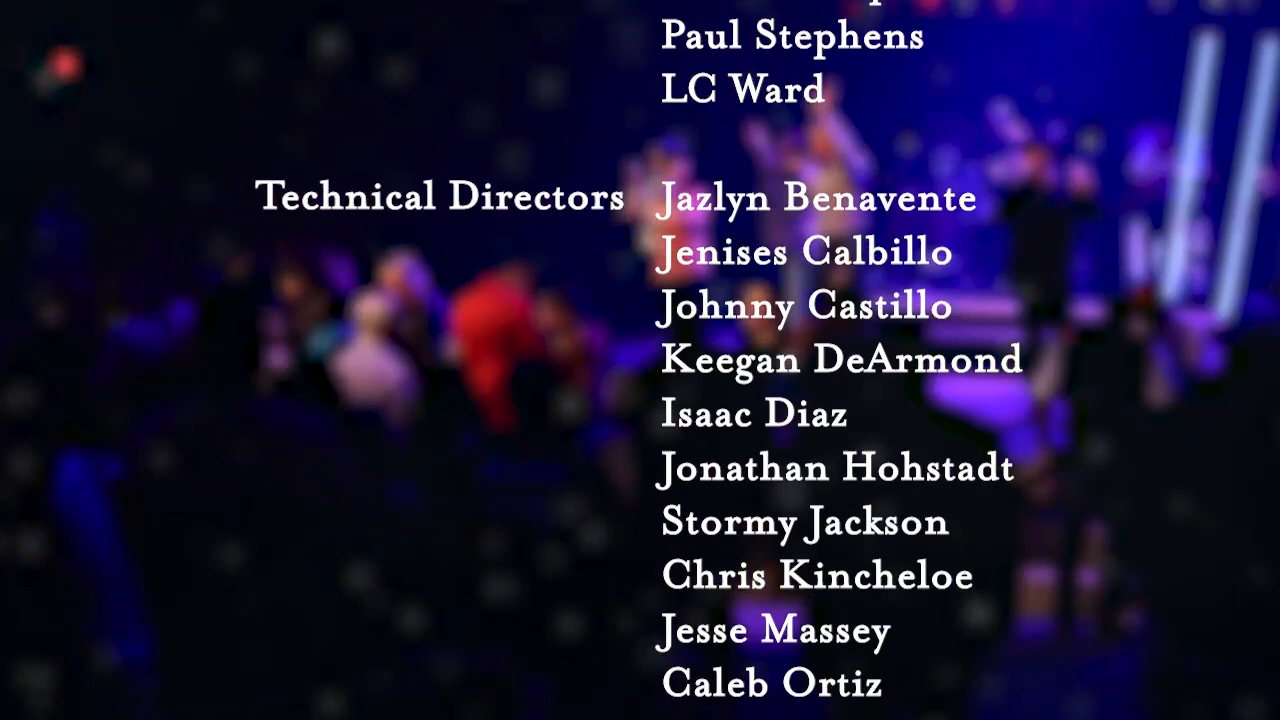 Paul Stephens
LC Ward
Technical Directors Jazlyn Benavente
Jenises Calbillo
Johnny Castillo
Keegan DeArmond
Isaac Diaz
Jonathan Hohstadt
Stormy Jackson
Chris Kincheloe
Jesse Massey
Caleb Ortiz